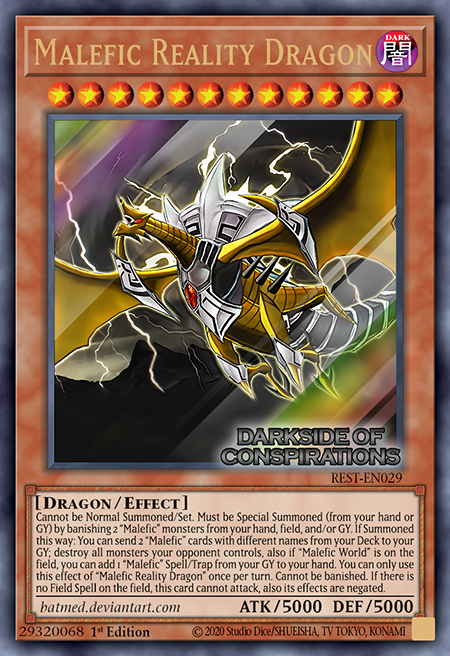 MALEFIC REALITY DRAGON
DARK
闇
DARKSIDE OF
CONSPIRATIONS
REST-EN029
[DRAGON/EFFECT]
Cannot be Normal Summoned/Set. Must be Special Summoned (from your hand or
GY) by banishing 2 "Malefic" monsters from your hand, field, and/or GY. If Summoned
this way: You can send 2 "Malefic" cards with different names from your Deck to your
GY; destroy all monsters your opponent controls, also if "Malefic World" is on the
field, you can add 1 "Malefic" Spell/Trap from your GY to your hand. You can only use
this effect of "Malefic Reality Dragon" once per turn. Cannot be banished. If there is
no Field Spell on the field, this card cannot attack, also its effects are negated.
batmed.deviantart.com ATK/5000 DEF/5000
29320068 1st Edition ©2020 Studio Dice/SHUEISHA, TV TOKYO, KONAMI